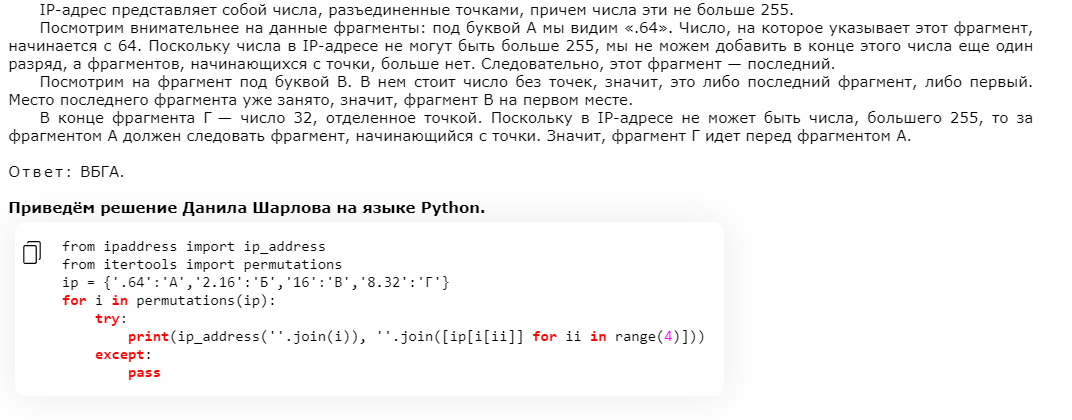 IP-адрес представляет собой числа, разъединенные точками, причем числа эти не больше 255.
Посмотрим внимательнее на данные фрагменты: под буквой А мы видим «.64». Число, на которое указывает этот фрагмент,
начинается с 64. Поскольку числа в IP-адресе не могут быть больше 255, мы не можем добавить в конце этого числа еще один
разряд, а фрагментов, начинающихся с точки, больше нет. Следовательно, этот фрагмент — последний.
Посмотрим на фрагмент под буквой В. В нем стоит число без точек, значит, это либо последний фрагмент, либо первый.
Место последнего фрагмента уже занято, значит, фрагмент В на первом месте.
В конце фрагмента Г — число 32, отделенное точкой. Поскольку в IP-адресе не может быть числа, большего 255, то за
фрагментом А должен следовать фрагмент, начинающийся с точки. Значит, фрагмент Г идет перед фрагментом А.
Ответ: ВБГА.
Приведём решение Данила Шарлова на языке Python.
from ipaddress import ip_address
from itertools import permutations
ip = {'.64':'А','2.16':'Б','16':'В','8.32':'Г'}
for i in permutations(ip):
    try:
        print(ip_address(''.join(i)), ''.join([ip[i[ii]] for ii in range(4)]))
    except:
        pass